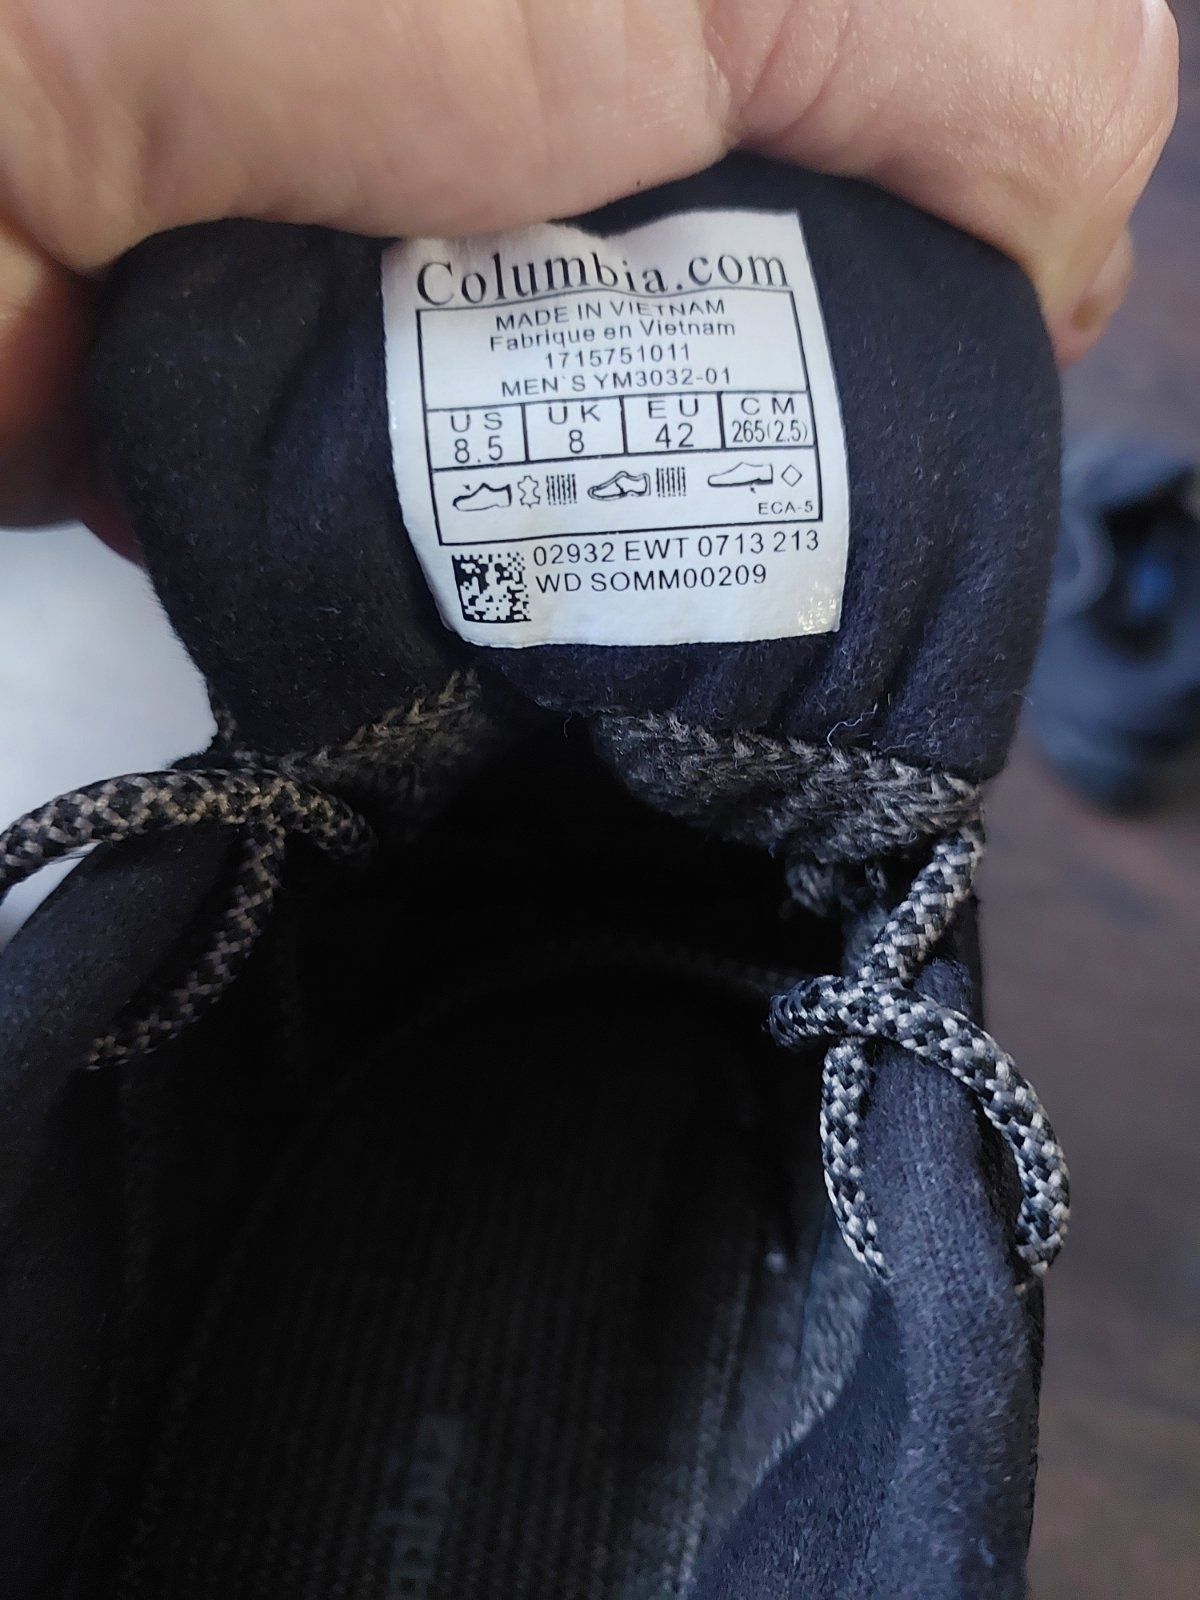 Columbia.com
MADE IN VIETNAM
Fabrique en Vietnam
1715751011
MEN`S YM3032-01
US UK EU CM
8.5 8 42 265(2.5)
ECA-5
02932 EWT 0713 213
WD SOMM00209